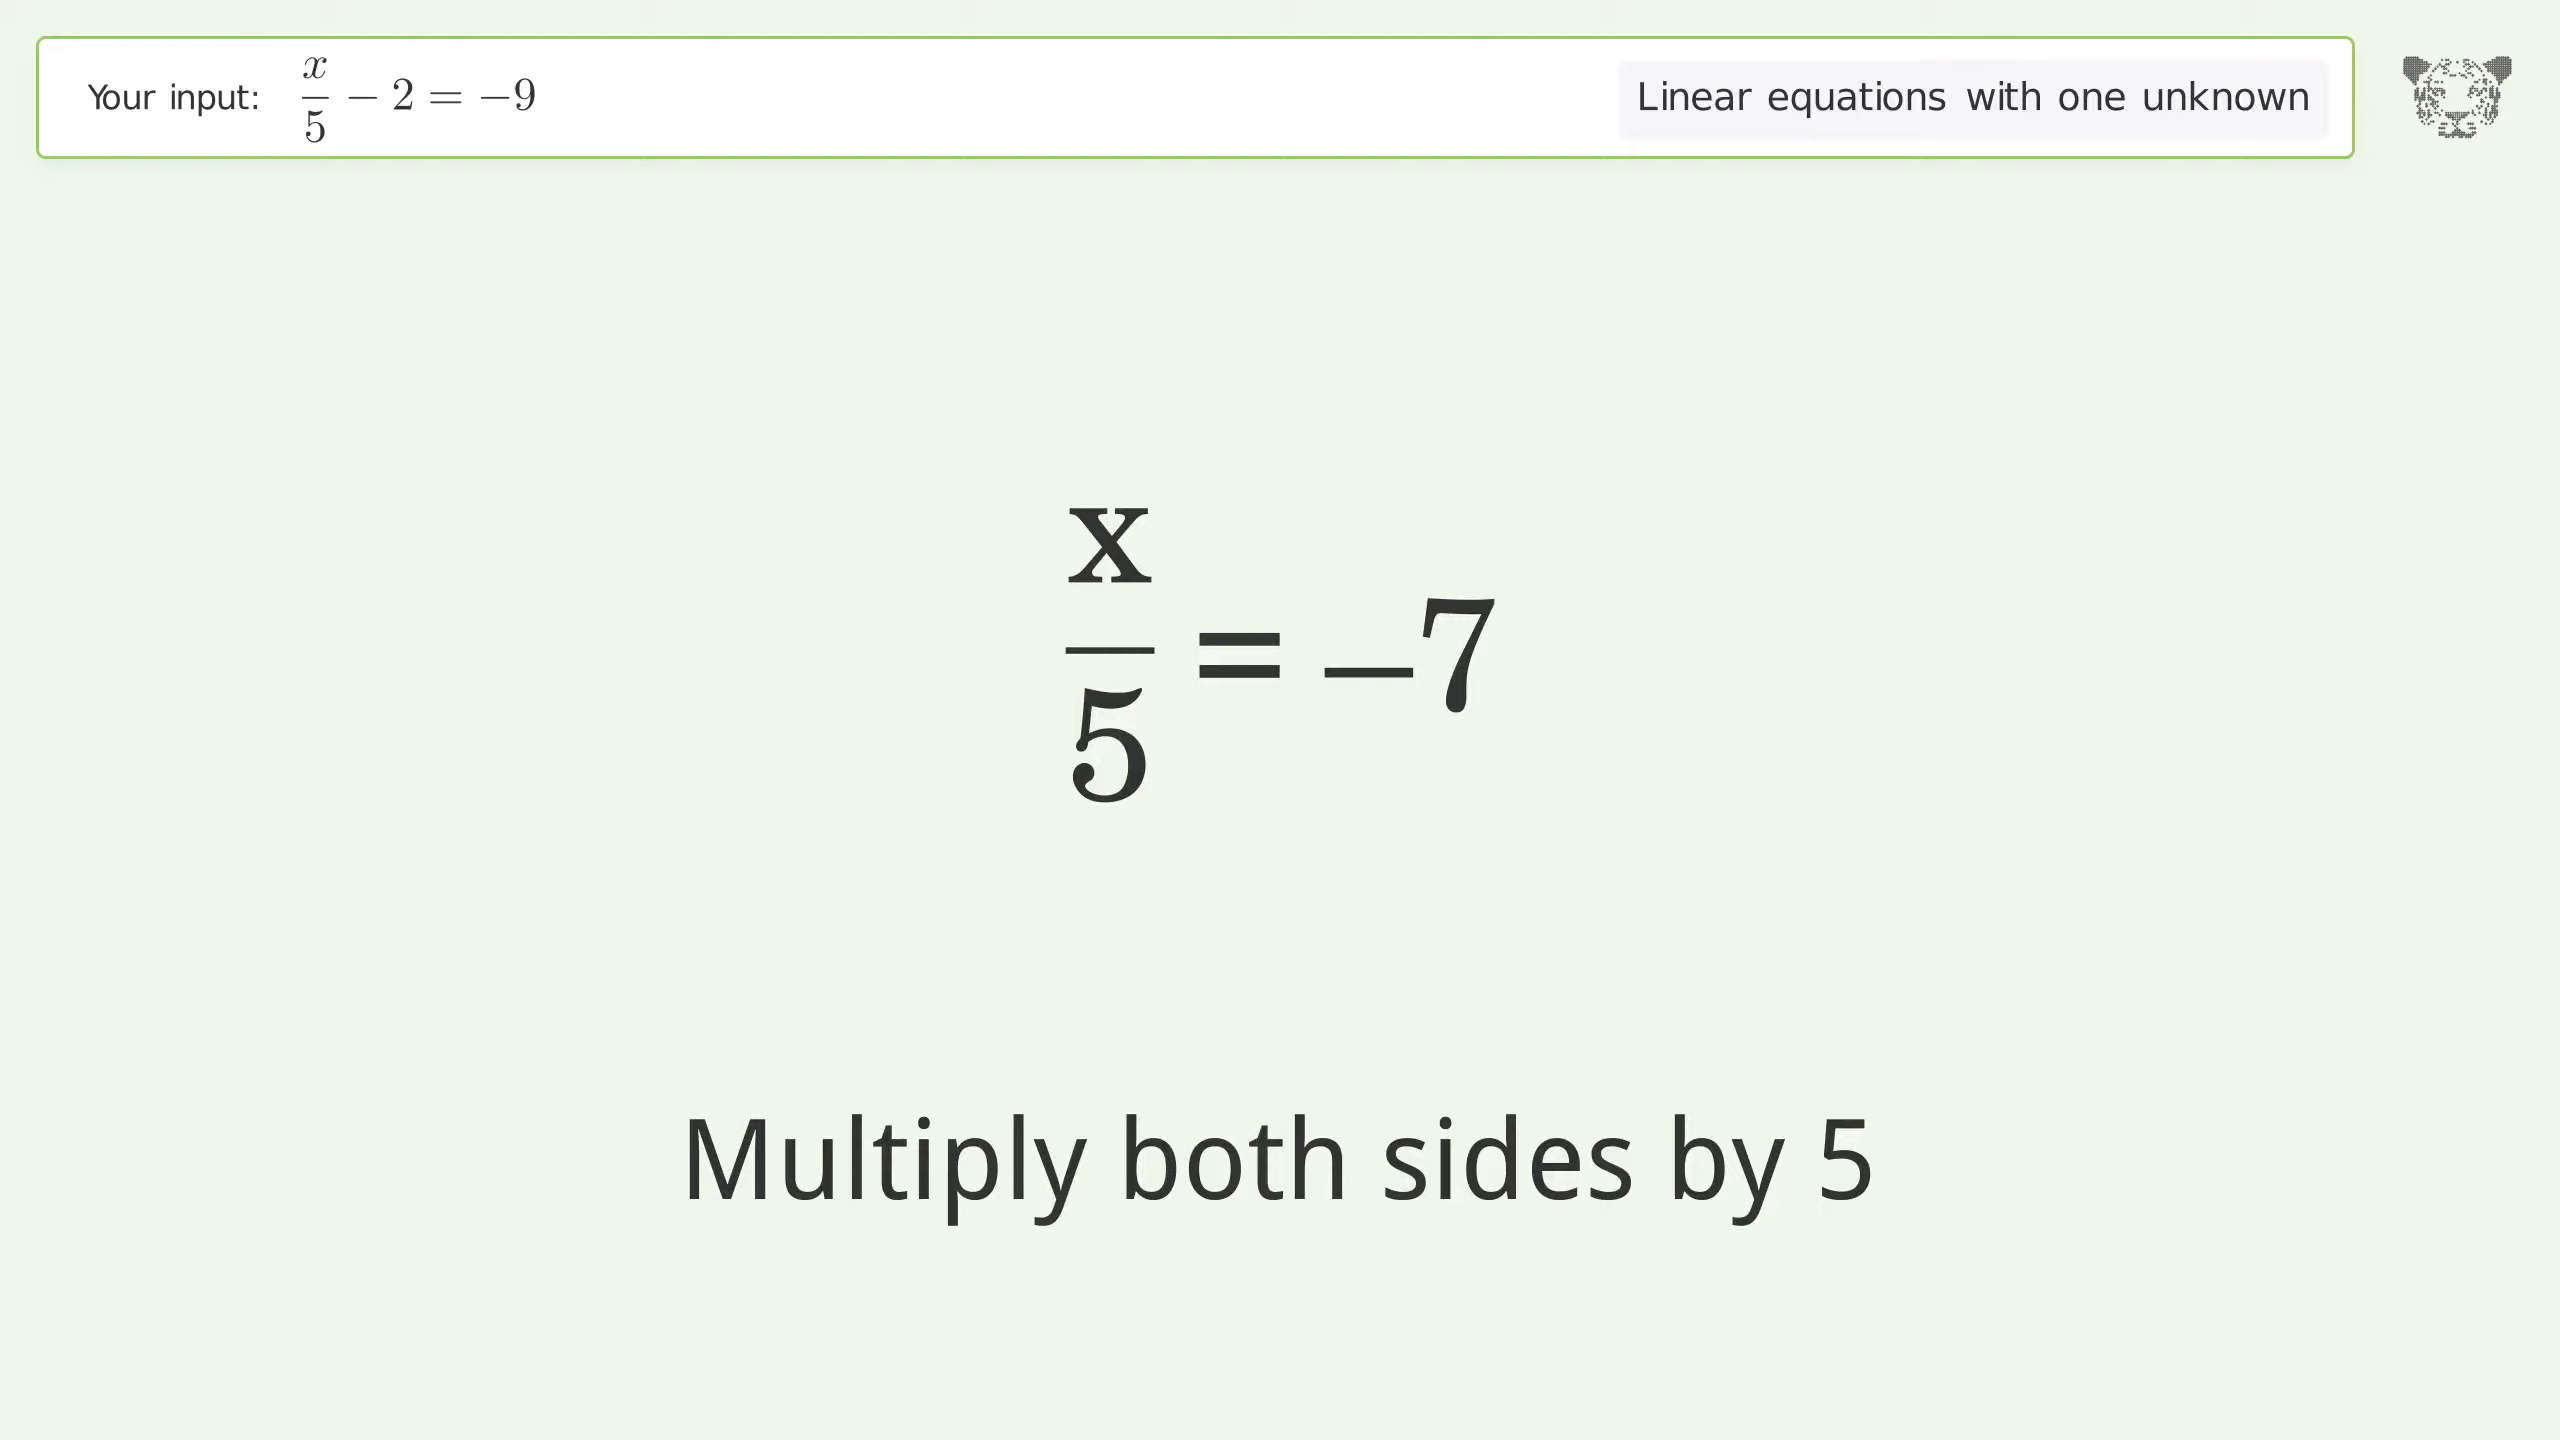 Your input: x/5 − 2 = −9
Linear equations with one unknown
x/5 = −7
Multiply both sides by 5